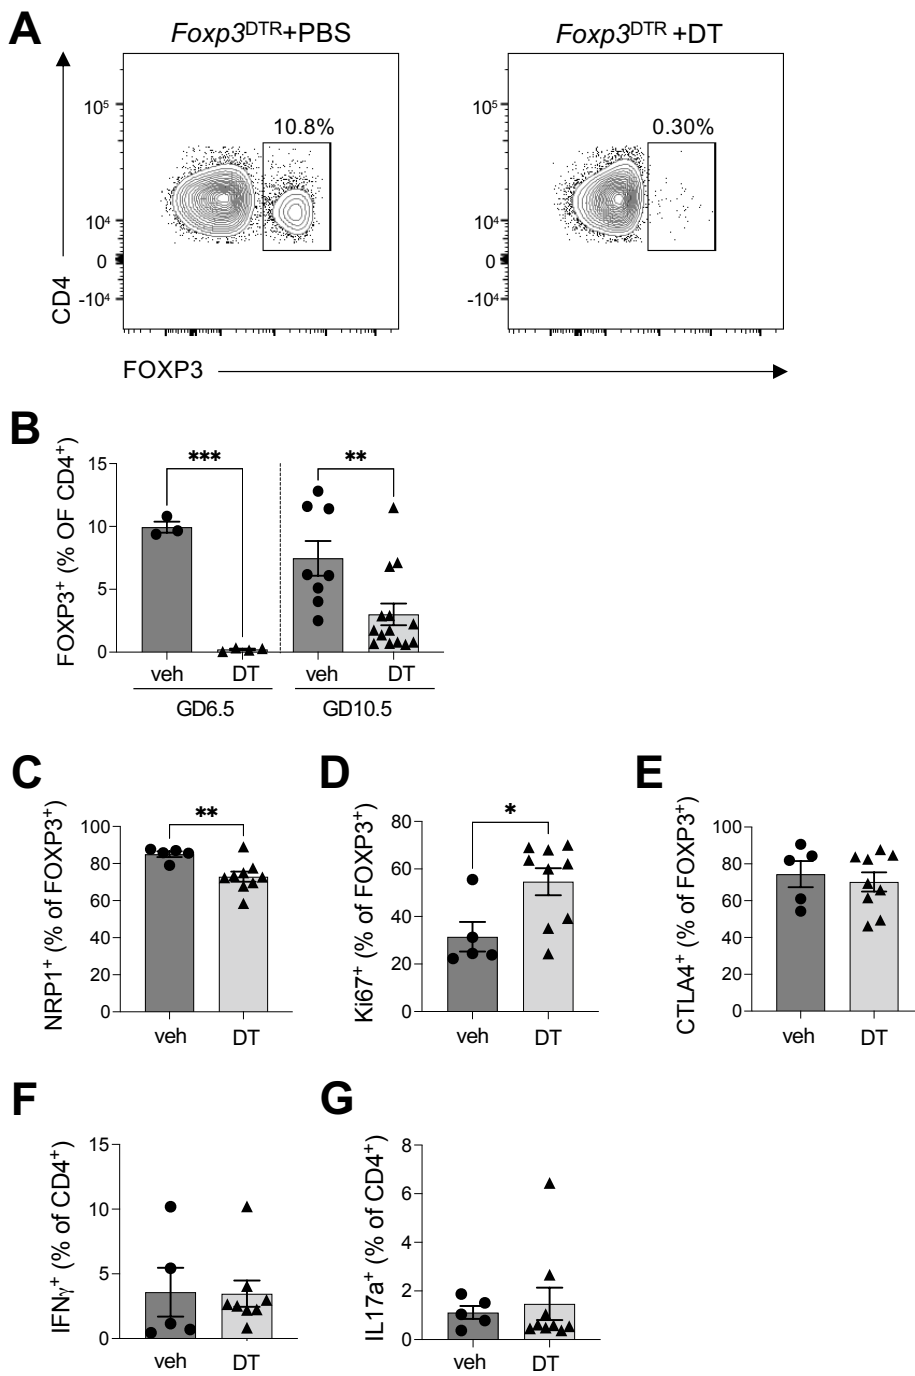 A
Foxp3DTR+PBS
Foxp3DTR +DT
10⁵
10⁴
0
-10⁴
CD4
10.8%
10⁵
10⁴
0
-10⁴
0.30%
FOXP3
B
FOXP3⁺ (% OF CD4⁺)
15
10
5
0
***
**
veh
DT
veh
DT
GD6.5
GD10.5
C
NRP1⁺ (% of FOXP3⁺)
100
80
60
40
20
0
**
veh
DT
D
Ki67⁺ (% of FOXP3⁺)
80
60
40
20
0
*
veh
DT
E
CTLA4⁺ (% of FOXP3⁺)
100
80
60
40
20
0
veh
DT
F
IFNγ⁺ (% of CD4⁺)
15
10
5
0
veh
DT
G
IL17a⁺ (% of CD4⁺)
8
6
4
2
0
veh
DT